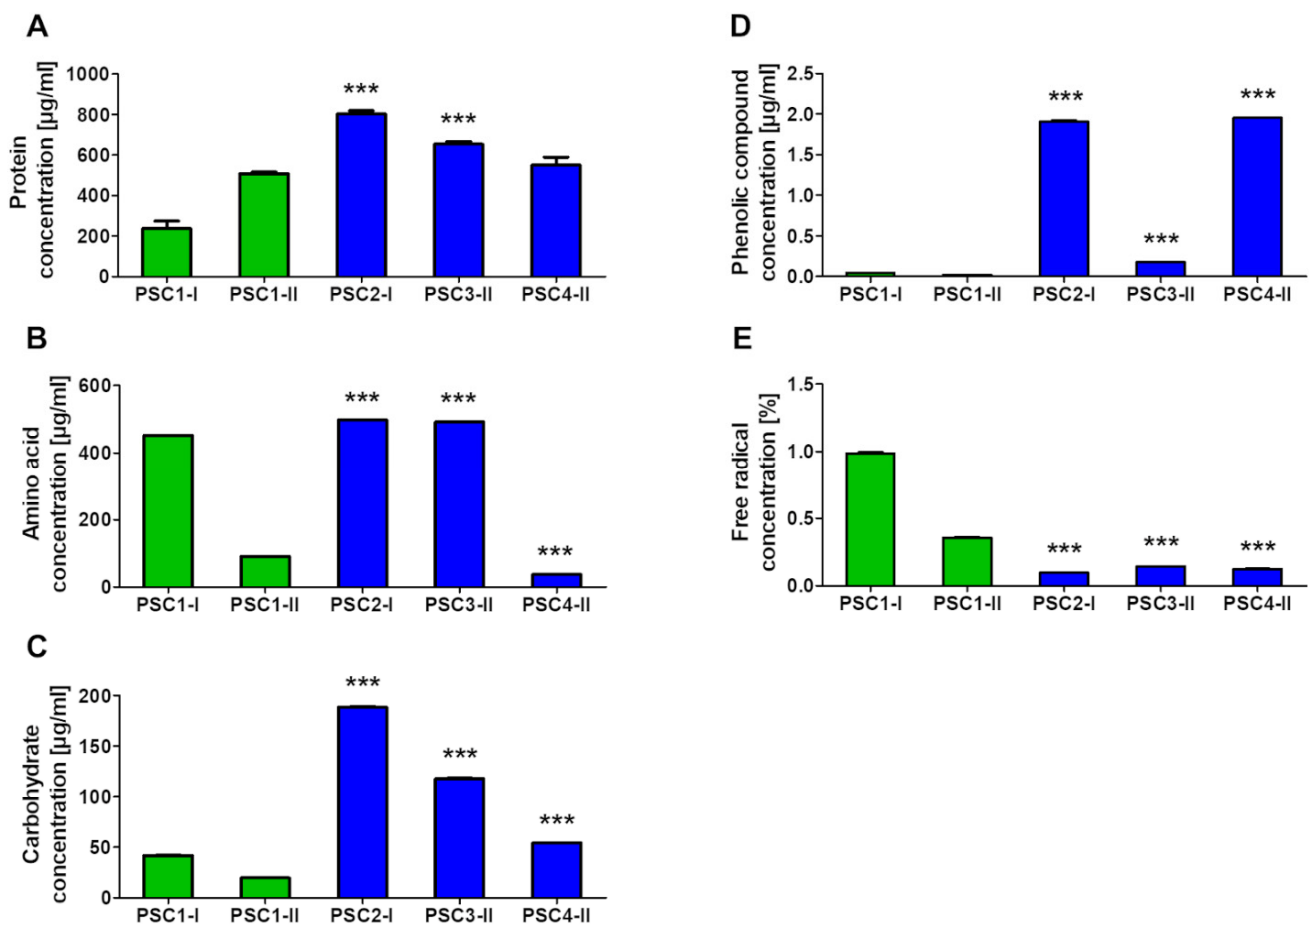 A
Protein
concentration [µg/ml]
1000
800
600
400
200
0
***
***
PSC1-I PSC1-II PSC2-I PSC3-II PSC4-II
B
Amino acid
concentration [µg/ml]
600
400
200
0
***
***
***
PSC1-I PSC1-II PSC2-I PSC3-II PSC4-II
C
Carbohydrate
concentration [µg/ml]
200
150
100
50
0
***
***
***
PSC1-I PSC1-II PSC2-I PSC3-II PSC4-II
D
Phenolic compound
concentration [µg/ml]
2.5
2.0
1.5
1.0
0.5
0.0
***
***
***
PSC1-I PSC1-II PSC2-I PSC3-II PSC4-II
E
Free radical
concentration [%]
1.5
1.0
0.5
0.0
***
***
***
PSC1-I PSC1-II PSC2-I PSC3-II PSC4-II